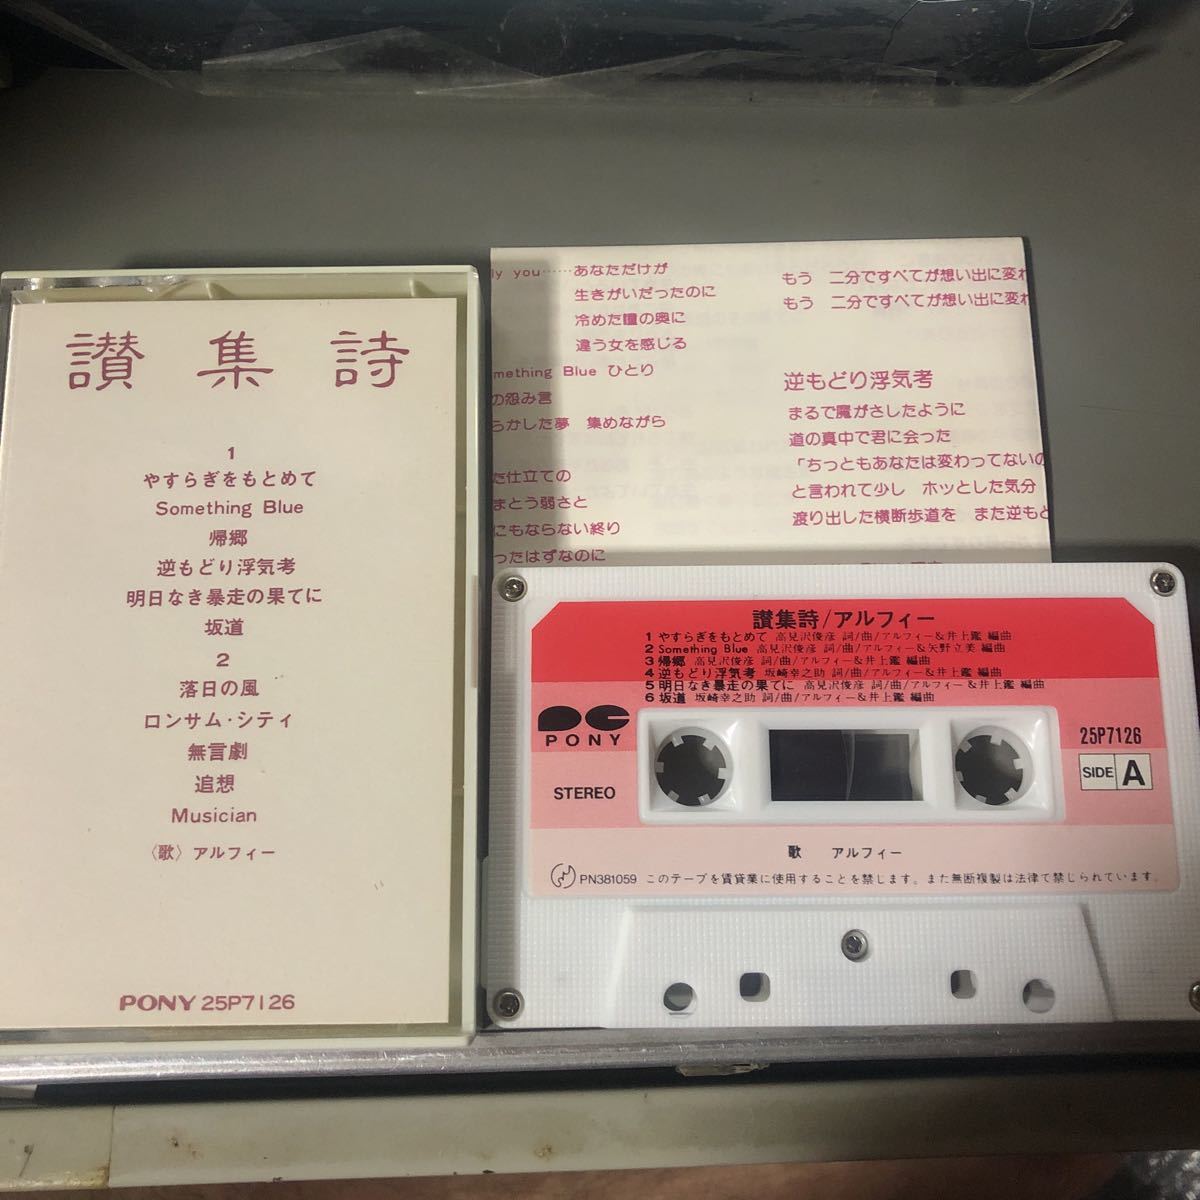 讃集詩
1
やすらぎをもとめて
Something Blue
帰郷
逆もどり浮気考
明日なき暴走の果てに
坂道
2
落日の風
ロンサム・シティ
無言劇
追想
Musician
〈歌〉アルフィー
PONY 25P7126
ly you……あなただけが
生きがいだったのに
冷めた瞳の奥に
違う女を感じる
mething Blue ひとり
の怨み言
らかした夢 集めながら
た仕立ての
まとう弱さと
にもならない終り
ったはずなのに
もう 二分ですべてが想い出に変わ
もう 二分ですべてが想い出に変わ
逆もどり浮気考
まるで魔がさしたように
道の真中で君に会った
「ちっともあなたは変わってないの
と言われて少し ホッとした気分
渡り出した横断歩道を また逆もど
讃集詩/アルフィー
1 やすらぎをもとめて 高見沢俊彦 詞/曲/アルフィー&井上鑑 編曲
2 Something Blue 高見沢俊彦 詞/曲/アルフィー&矢野立美 編曲
3 帰郷 高見沢俊彦 詞/曲/アルフィー&井上鑑 編曲
4 逆もどり浮気考 坂崎幸之助 詞/曲/アルフィー&井上鑑 編曲
5 明日なき暴走の果てに 高見沢俊彦 詞/曲/アルフィー&井上鑑 編曲
6 坂道 坂崎幸之助 詞/曲/アルフィー&井上鑑 編曲
PONY
STEREO
25P7126
SIDE A
歌 アルフィー
PN381059 このテープを賃貸業に使用することを禁じます。また無断複製は法律で禁じられています。